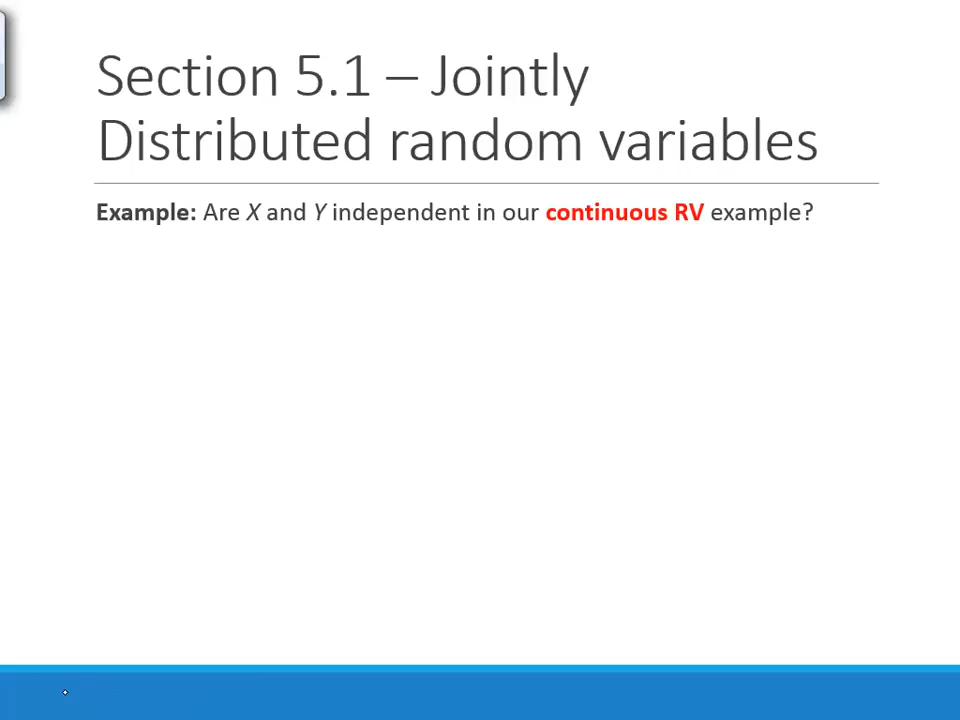 Section 5.1 – Jointly
Distributed random variables
Example: Are X and Y independent in our continuous RV example?